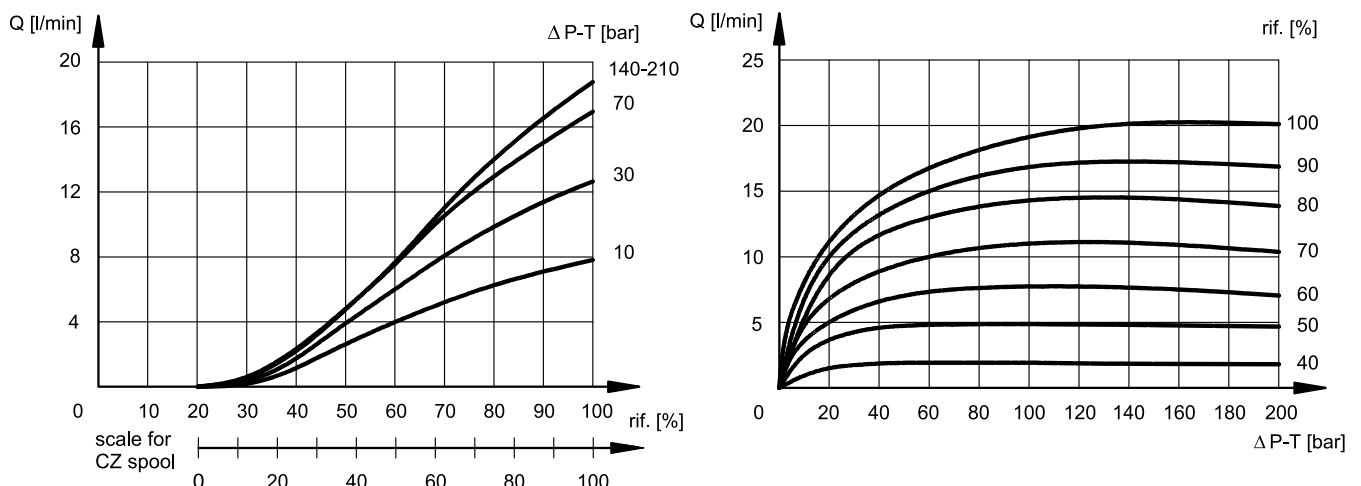 Q [l/min]
Δ P-T [bar]
20
16
12
8
4
140-210
70
30
10
0 10 20 30 40 50 60 70 80 90 100
rif. [%]
scale for
CZ spool
0 20 40 60 80 100
Q [l/min]
rif. [%]
25
20
15
10
5
100
90
80
70
60
50
40
0 20 40 60 80 100 120 140 160 180 200
Δ P-T [bar]